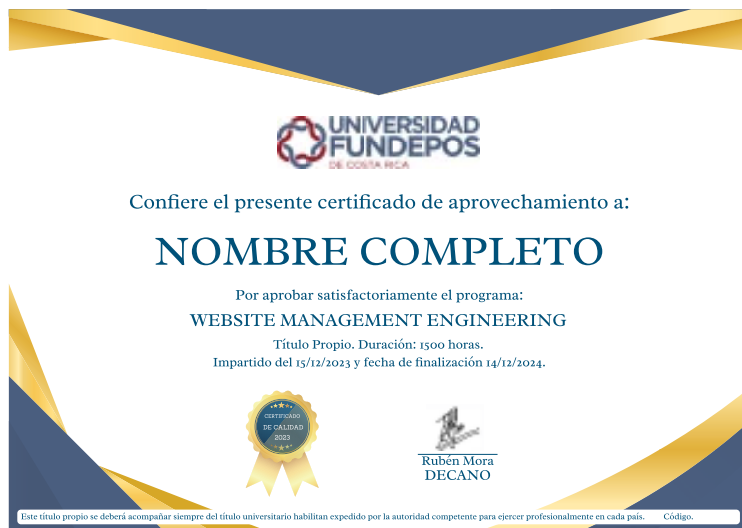 UNIVERSIDAD
FUNDEPOS
DE COSTA RICA
Confiere el presente certificado de aprovechamiento a:
NOMBRE COMPLETO
Por aprobar satisfactoriamente el programa:
WEBSITE MANAGEMENT ENGINEERING
Título Propio. Duración: 1500 horas.
Impartido del 15/12/2023 y fecha de finalización 14/12/2024.
CERTIFICADO
DE CALIDAD
2023
Rubén Mora
DECANO
Este título propio se deberá acompañar siempre del título universitario habilitan expedido por la autoridad competente para ejercer profesionalmente en cada país. Código.